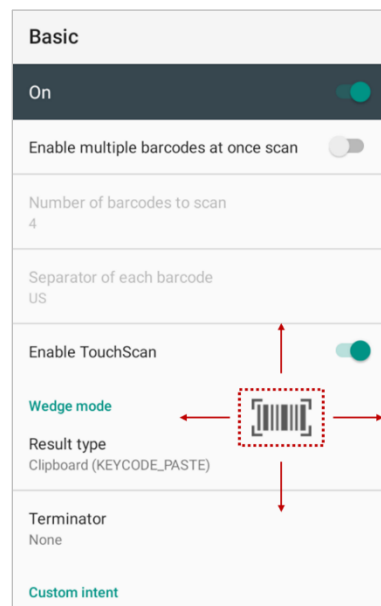 Basic
On
Enable multiple barcodes at once scan
Number of barcodes to scan
4
Separator of each barcode
US
Enable TouchScan
Wedge mode
Result type
Clipboard (KEYCODE_PASTE)
Terminator
None
Custom intent